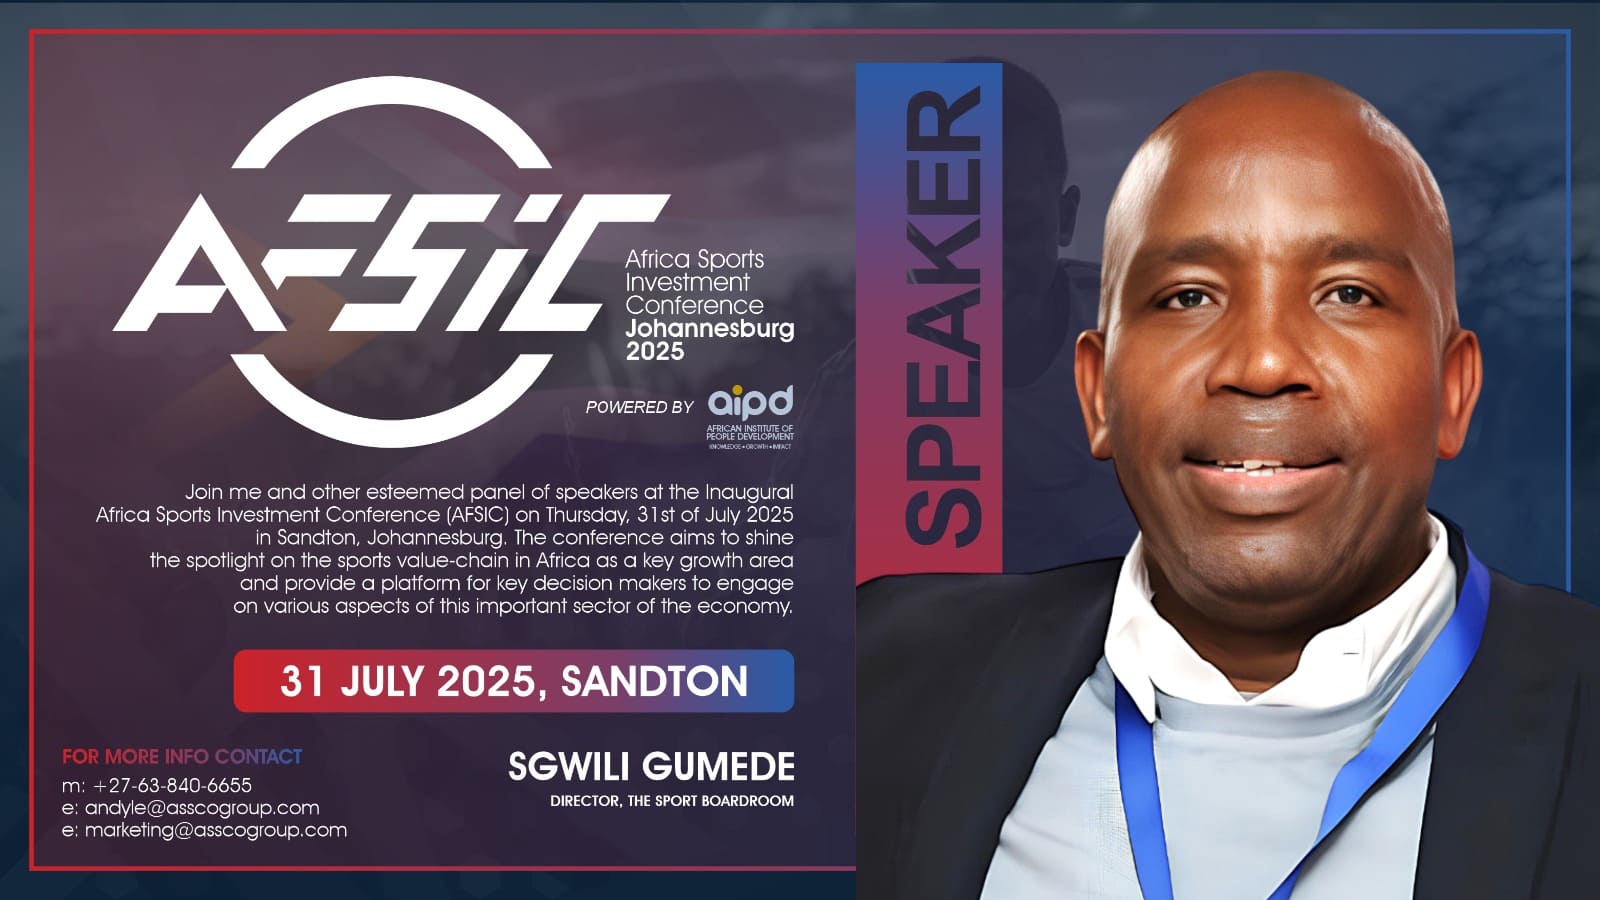 AFSiC
Africa Sports
Investment
Conference
Johannesburg
2025
POWERED BY
aipd
AFRICAN INSTITUTE OF
PEOPLE DEVELOPMENT
KNOWLEDGE • GROWTH • IMPACT
Join me and other esteemed panel of speakers at the Inaugural
Africa Sports Investment Conference (AFSIC) on Thursday, 31st of July 2025
in Sandton, Johannesburg. The conference aims to shine
the spotlight on the sports value-chain in Africa as a key growth area
and provide a platform for key decision makers to engage
on various aspects of this important sector of the economy.
31 JULY 2025, SANDTON
FOR MORE INFO CONTACT
m: +27-63-840-6655
e: andyle@asscogroup.com
e: marketing@asscogroup.com
SGWILI GUMEDE
DIRECTOR, THE SPORT BOARDROOM
SPEAKER